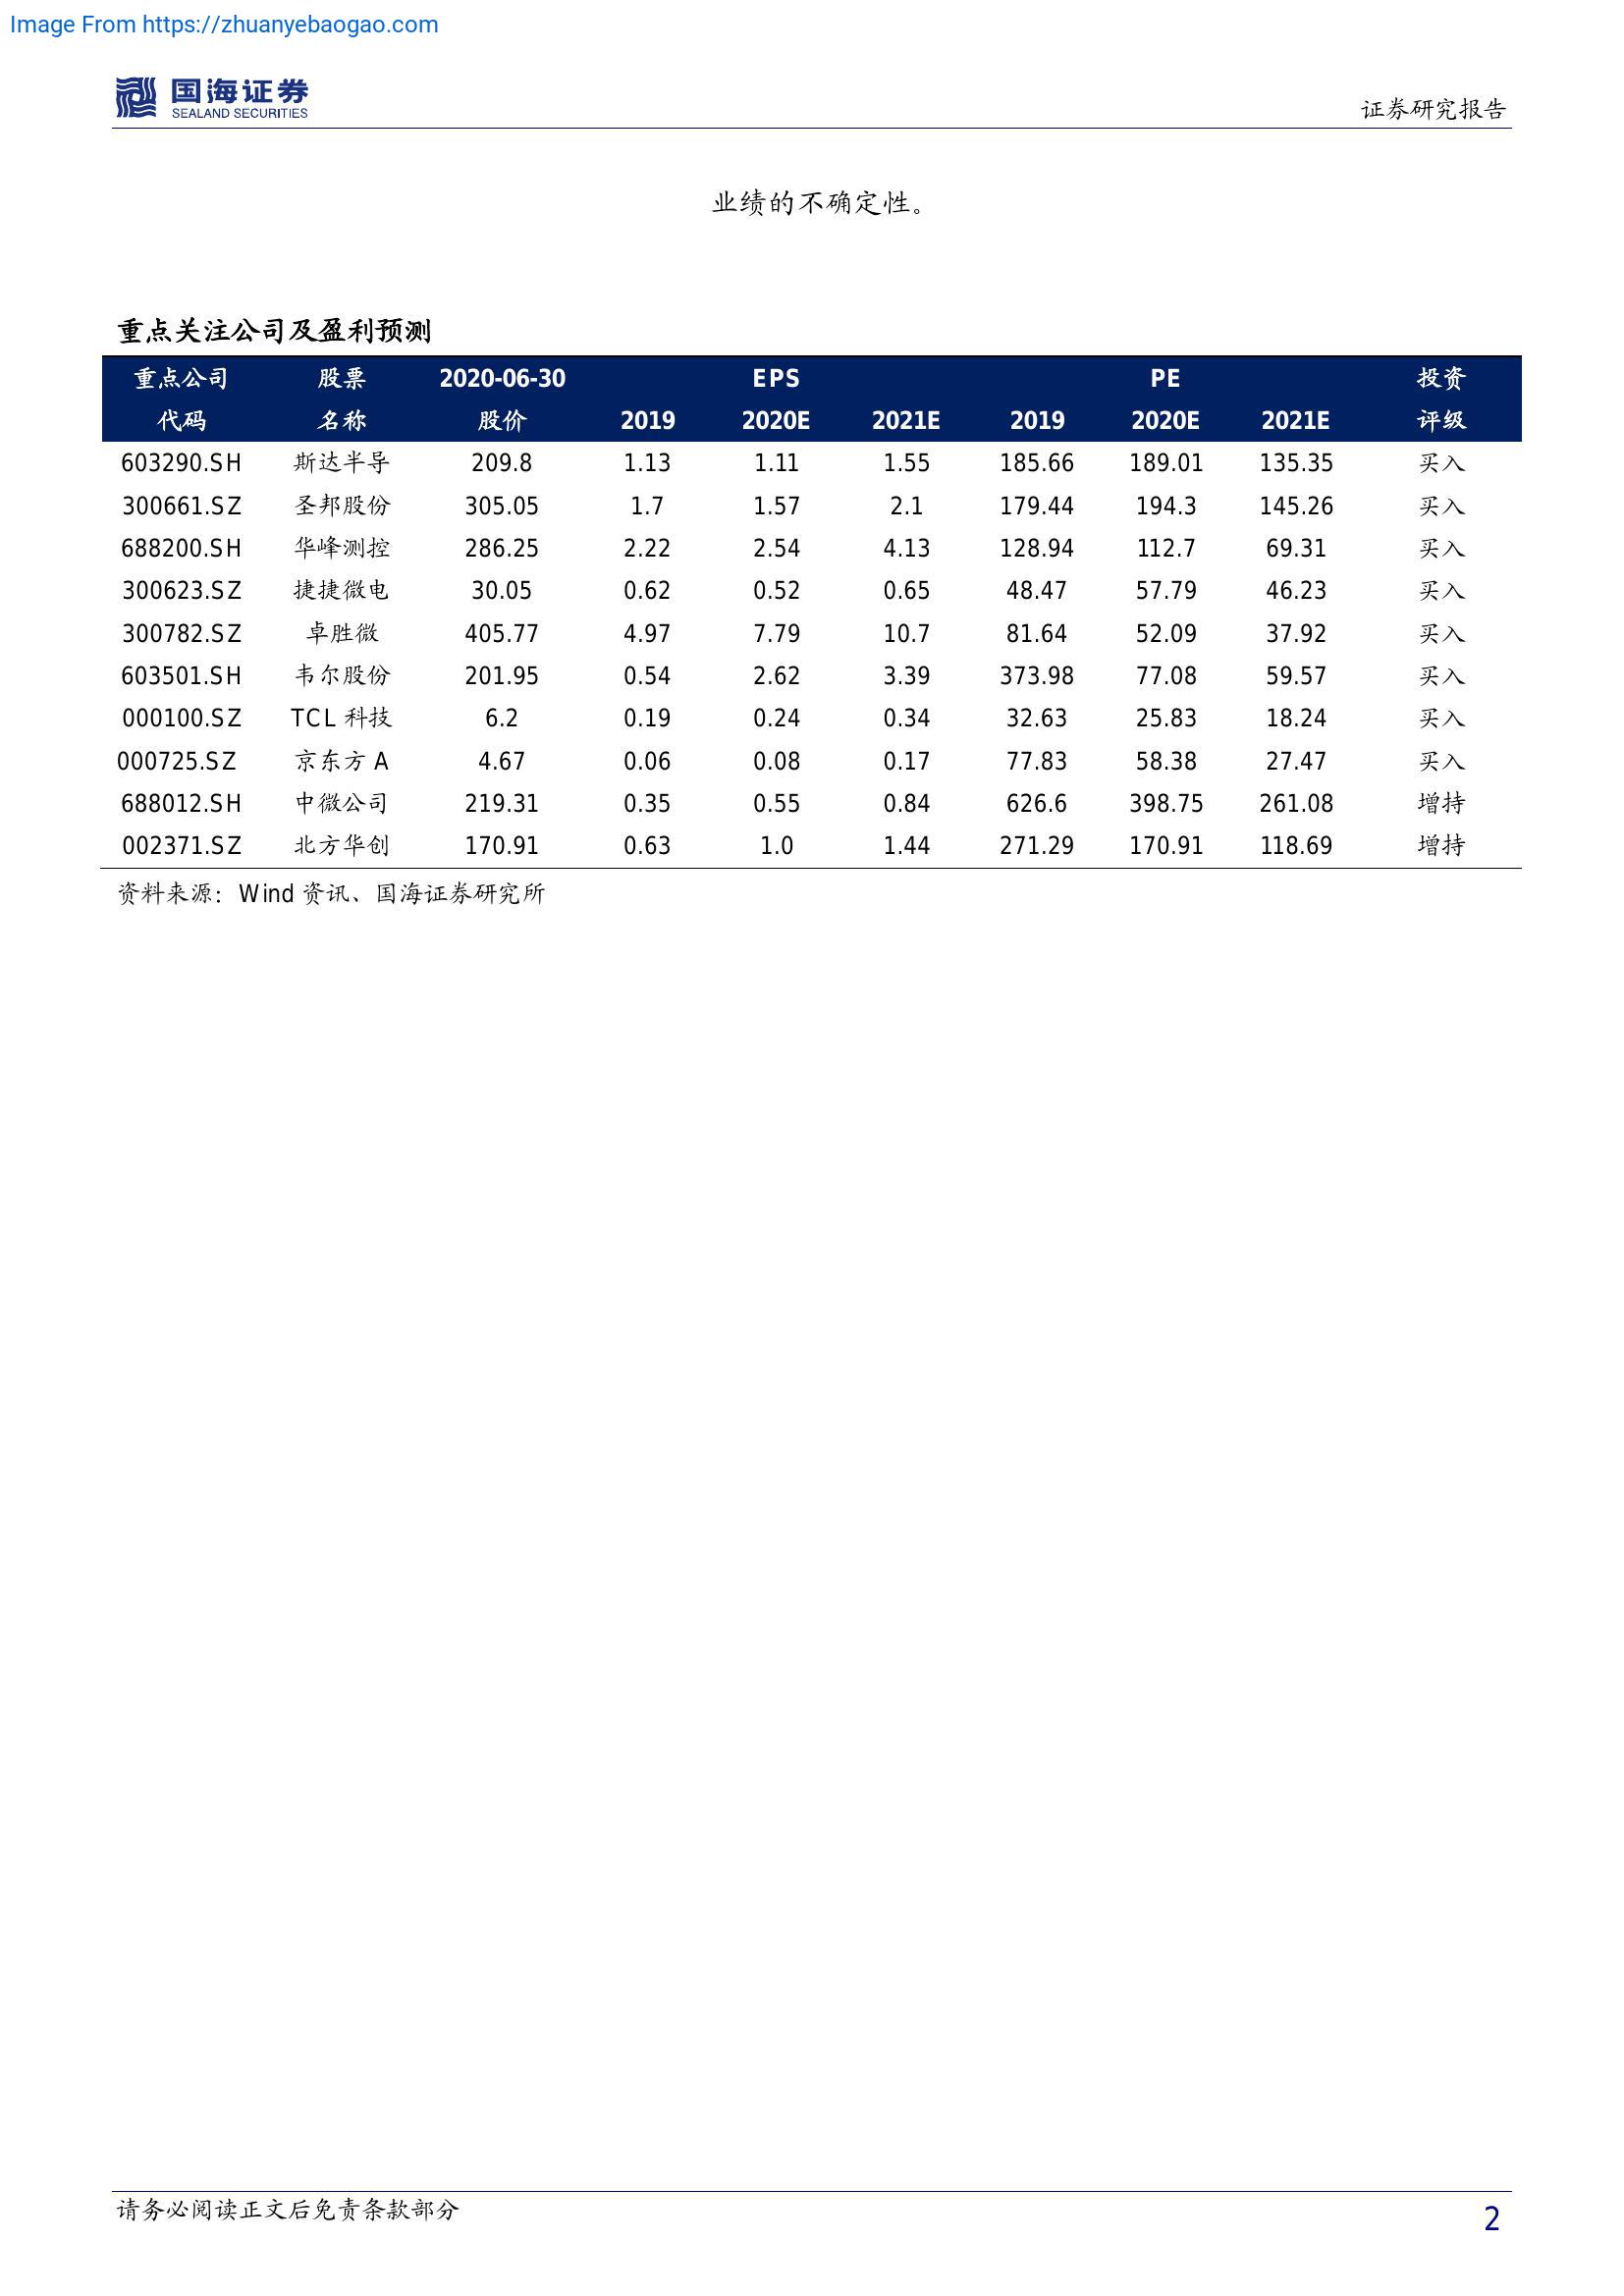 Image From https://zhuanyebaogao.com
国海证券
SEALAND SECURITIES
证券研究报告
业绩的不确定性。
重点关注公司及盈利预测
重点公司 股票 2020-06-30 EPS PE 投资
代码 名称 股价 2019 2020E 2021E 2019 2020E 2021E 评级
603290.SH 斯达半导 209.8 1.13 1.11 1.55 185.66 189.01 135.35 买入
300661.SZ 圣邦股份 305.05 1.7 1.57 2.1 179.44 194.3 145.26 买入
688200.SH 华峰测控 286.25 2.22 2.54 4.13 128.94 112.7 69.31 买入
300623.SZ 捷捷微电 30.05 0.62 0.52 0.65 48.47 57.79 46.23 买入
300782.SZ 卓胜微 405.77 4.97 7.79 10.7 81.64 52.09 37.92 买入
603501.SH 韦尔股份 201.95 0.54 2.62 3.39 373.98 77.08 59.57 买入
000100.SZ TCL 科技 6.2 0.19 0.24 0.34 32.63 25.83 18.24 买入
000725.SZ 京东方 A 4.67 0.06 0.08 0.17 77.83 58.38 27.47 买入
688012.SH 中微公司 219.31 0.35 0.55 0.84 626.6 398.75 261.08 增持
002371.SZ 北方华创 170.91 0.63 1.0 1.44 271.29 170.91 118.69 增持
资料来源：Wind 资讯、国海证券研究所
请务必阅读正文后免责条款部分
2